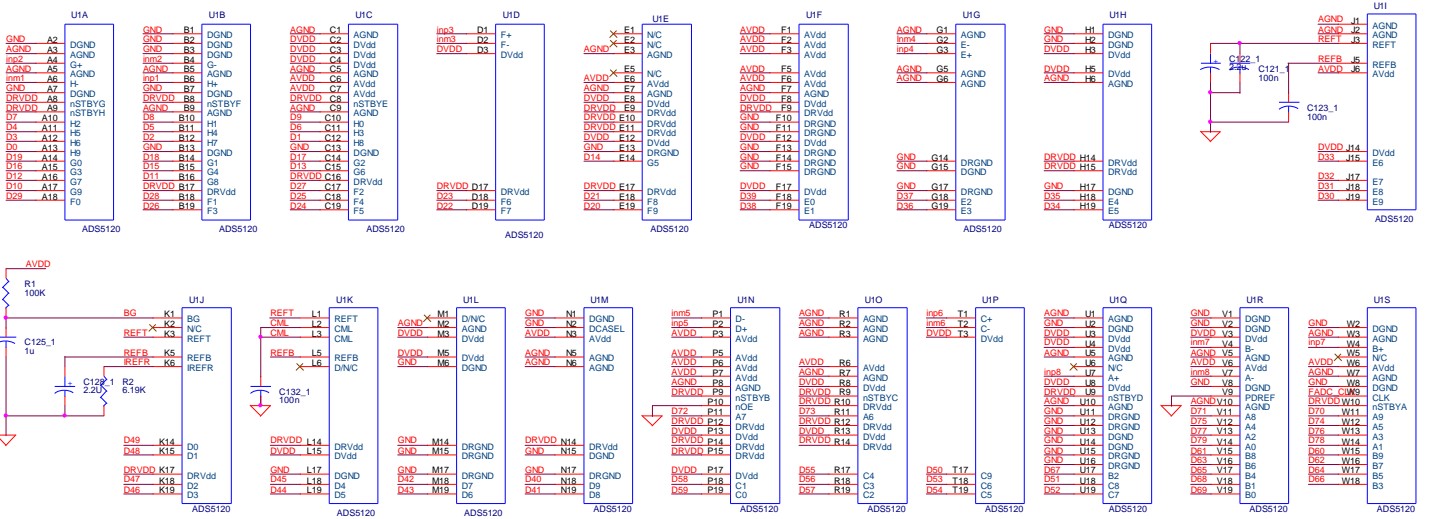 U1A
GND A2 DGND
AGND A3 AGND
inp2 A4 G+
AGND A5 AGND
inm1 A6 H-
GND A7 DGND
DRVDD A8 nSTBYG
DRVDD A9 nSTBYH
D7 A10 H2
D4 A11 H5
D3 A12 H6
D0 A13 H9
D19 A14 G0
D16 A15 G3
D12 A16 G7
D10 A17 G9
D29 A18 F0
ADS5120
U1B
GND B1 DGND
GND B2 DGND
GND B3 DGND
inm2 B4 G-
AGND B5 AGND
inp1 B6 H+
GND B7 DGND
DRVDD B8 nSTBYF
AGND B9 AGND
D8 B10 H1
D5 B11 H4
D2 B12 H7
GND B13 DGND
D18 B14 G1
D15 B15 G4
D11 B16 G8
DRVDD B17 DRVdd
D28 B18 F1
D26 B19 F3
ADS5120
U1C
AGND C1 AGND
DVDD C2 DVdd
DVDD C3 DVdd
DVDD C4 DVdd
AGND C5 AGND
AVDD C6 AVdd
AVDD C7 AVdd
DRVDD C8 nSTBYE
AGND C9 AGND
D9 C10 H0
D6 C11 H3
D1 C12 H8
GND C13 DGND
D17 C14 G2
D13 C15 G6
DRVDD C16 DRVdd
D27 C17 F2
D25 C18 F4
D24 C19 F5
ADS5120
U1D
inp3 D1 F+
inm3 D2 F-
DVDD D3 DVdd
DRVDD D17 DRVdd
D23 D18 F6
D22 D19 F7
ADS5120
U1E
E1 N/C
E2 N/C
AGND E3 AGND
E5 N/C
AVDD E6 AVdd
AGND E7 AGND
DVDD E8 DVdd
DRVDD E9 DRVdd
DRVDD E10 DRVdd
DRVDD E11 DRVdd
DVDD E12 DVdd
GND E13 DRGND
D14 E14 G5
DRVDD E17 DRVdd
D21 E18 F8
D20 E19 F9
ADS5120
U1F
AVDD F1 AVdd
AVDD F2 AVdd
AVDD F3 AVdd
AVDD F5 AVdd
AVDD F6 AVdd
AGND F7 AGND
DVDD F8 DVdd
DRVDD F9 DRVdd
GND F10 DRGND
GND F11 DRGND
DVDD F12 DVdd
GND F13 DRGND
GND F14 DRGND
GND F15 DRGND
DVDD F17 DVdd
D39 F18 E0
D38 F19 E1
ADS5120
U1G
AGND G1 AGND
Inm4 G2 E-
inp4 G3 E+
AGND G5 AGND
AGND G6 AGND
GND G14 DRGND
GND G15 DGND
GND G17 DRGND
D37 G18 E2
D36 G19 E3
ADS5120
U1H
GND H1 DGND
GND H2 DGND
DVDD H3 DVdd
DVDD H5 DVdd
AGND H6 AGND
DRVDD H14 DRVdd
DRVDD H15 DRVdd
GND H17 DGND
D35 H18 E4
D34 H19 E5
ADS5120
U1I
AGND J1 AGND
AGND J2 AGND
REFT J3 REFT
REFB J5 REFB
AVDD J6 AVdd
DVDD J14 DVdd
D33 J15 E6
D32 J17 E7
D31 J18 E8
D30 J19 E9
ADS5120
C122_1
C121_1
100n
C123_1
100n
AVDD
R1
100K
C125_1
1u
2.2U
R2
6.19K
U1J
BG K1 BG
K2 N/C
REFT K3 REFT
REFB K5 REFB
IREFR K6 IREFR
D49 K14 D0
D48 K15 D1
DRVDD K17 DRVdd
D47 K18 D2
D46 K19 D3
ADS5120
U1K
REFT L1 REFT
CML L2 CML
CML L3 CML
REFB L5 REFB
L6 D/N/C
C132_1
100n
DRVDD L14 DRVdd
DVDD L15 DVdd
GND L17 DGND
D45 L18 D4
D44 L19 D5
ADS5120
U1L
M1 D/N/C
AGND M2 AGND
DVDD M3 DVdd
DVDD M5 DVdd
GND M6 DGND
GND M14 DRGND
GND M15 DGND
GND M17 DRGND
D42 M18 D7
D43 M19 D6
ADS5120
U1M
GND N1 DGND
GND N2 DCASEL
AVDD N3 AVdd
AGND N5 AGND
AGND N6 AGND
DRVDD N14 DRVdd
GND N15 DGND
GND N17 DRGND
D40 N18 D9
D41 N19 D8
ADS5120
U1N
inm5 P1 D-
inp5 P2 D+
AVDD P3 AVdd
AVDD P5 AVdd
AVDD P6 AVdd
AVDD P7 AVdd
AGND P8 AGND
DRVDD P9 nSTBYB
P10 nOE
D72 P11 A7
DRVDD P12 DRVdd
DVDD P13 DVdd
DRVDD P14 DRVdd
DRVDD P15 DRVdd
DVDD P17 DVdd
D58 P18 C1
D59 P19 C0
ADS5120
U1O
AGND R1 AGND
AGND R2 AGND
AGND R3 AGND
AVDD R6 AVdd
AGND R7 AGND
DVDD R8 DVdd
DRVDD R9 nSTBYC
DRVDD R10 DRVdd
D73 R11 A6
DRVDD R12 DRVdd
DVDD R13 DVdd
DRVDD R14 DRVdd
D55 R17 C4
D56 R18 C3
D57 R19 C2
ADS5120
U1P
inp6 T1 C+
inm6 T2 C-
DVDD T3 DVdd
D50 T17 C9
D53 T18 C6
D54 T19 C5
ADS5120
U1Q
AGND U1 AGND
GND U2 DGND
DVDD U3 DVdd
DVDD U4 DVdd
AGND U5 AGND
U6 N/C
inp8 U7 A+
DVDD U8 DVdd
DRVDD U9 nSTBYD
AGND U10 AGND
GND U11 DRGND
GND U12 DRGND
GND U13 DGND
GND U14 DRGND
GND U15 DRGND
GND U16 DRGND
D67 U17 B2
D51 U18 C8
D52 U19 C7
ADS5120
U1R
GND V1 DGND
GND V2 DGND
DVDD V3 DVdd
inm7 V4 B-
AGND V5 AGND
AVDD V6 AVdd
inm8 V7 A-
GND V8 DGND
V9 PDREF
AGND V10 AGND
D71 V11 A8
D75 V12 A4
D77 V13 A2
D79 V14 A0
D61 V15 B8
D63 V16 B6
D65 V17 B4
D68 V18 B1
D69 V19 B0
ADS5120
U1S
GND W2 DGND
AGND W3 AGND
inp7 W4 B+
W5 N/C
AVDD W6 AVdd
AGND W7 AGND
GND W8 DGND
CLK
DRVDD W10 nSTBYA
D70 W11 A9
D74 W12 A5
D76 W13 A3
D78 W14 A1
D60 W15 B9
D62 W16 B7
D64 W17 B5
D66 W18 B3
ADS5120